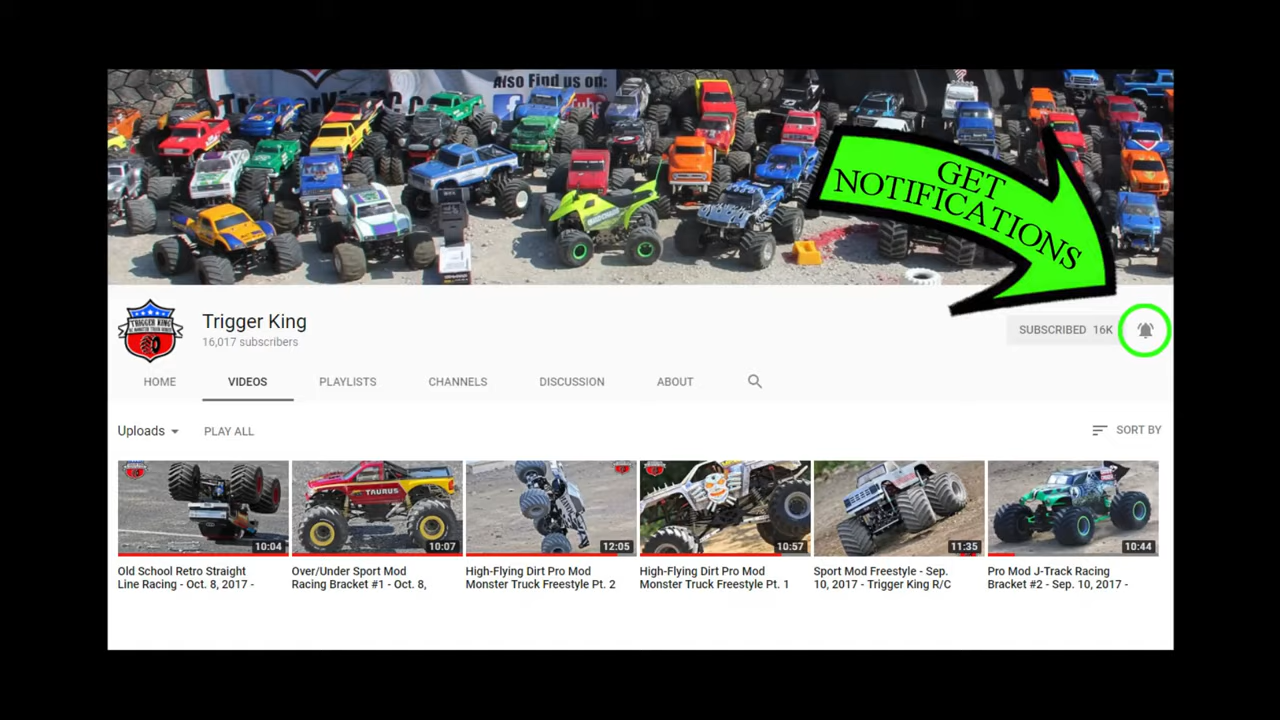 Also Find us on:
GET
NOTIFICATIONS
TRIGGER KING
Trigger King
16,017 subscribers
SUBSCRIBED 16K
HOME VIDEOS PLAYLISTS CHANNELS DISCUSSION ABOUT
Uploads PLAY ALL SORT BY
TAURUS
10:04 10:07 12:05 10:57 11:35 10:44
Old School Retro Straight
Line Racing - Oct. 8, 2017 -
Over/Under Sport Mod
Racing Bracket #1 - Oct. 8,
High-Flying Dirt Pro Mod
Monster Truck Freestyle Pt. 2
High-Flying Dirt Pro Mod
Monster Truck Freestyle Pt. 1
Sport Mod Freestyle - Sep.
10, 2017 - Trigger King R/C
Pro Mod J-Track Racing
Bracket #2 - Sep. 10, 2017 -